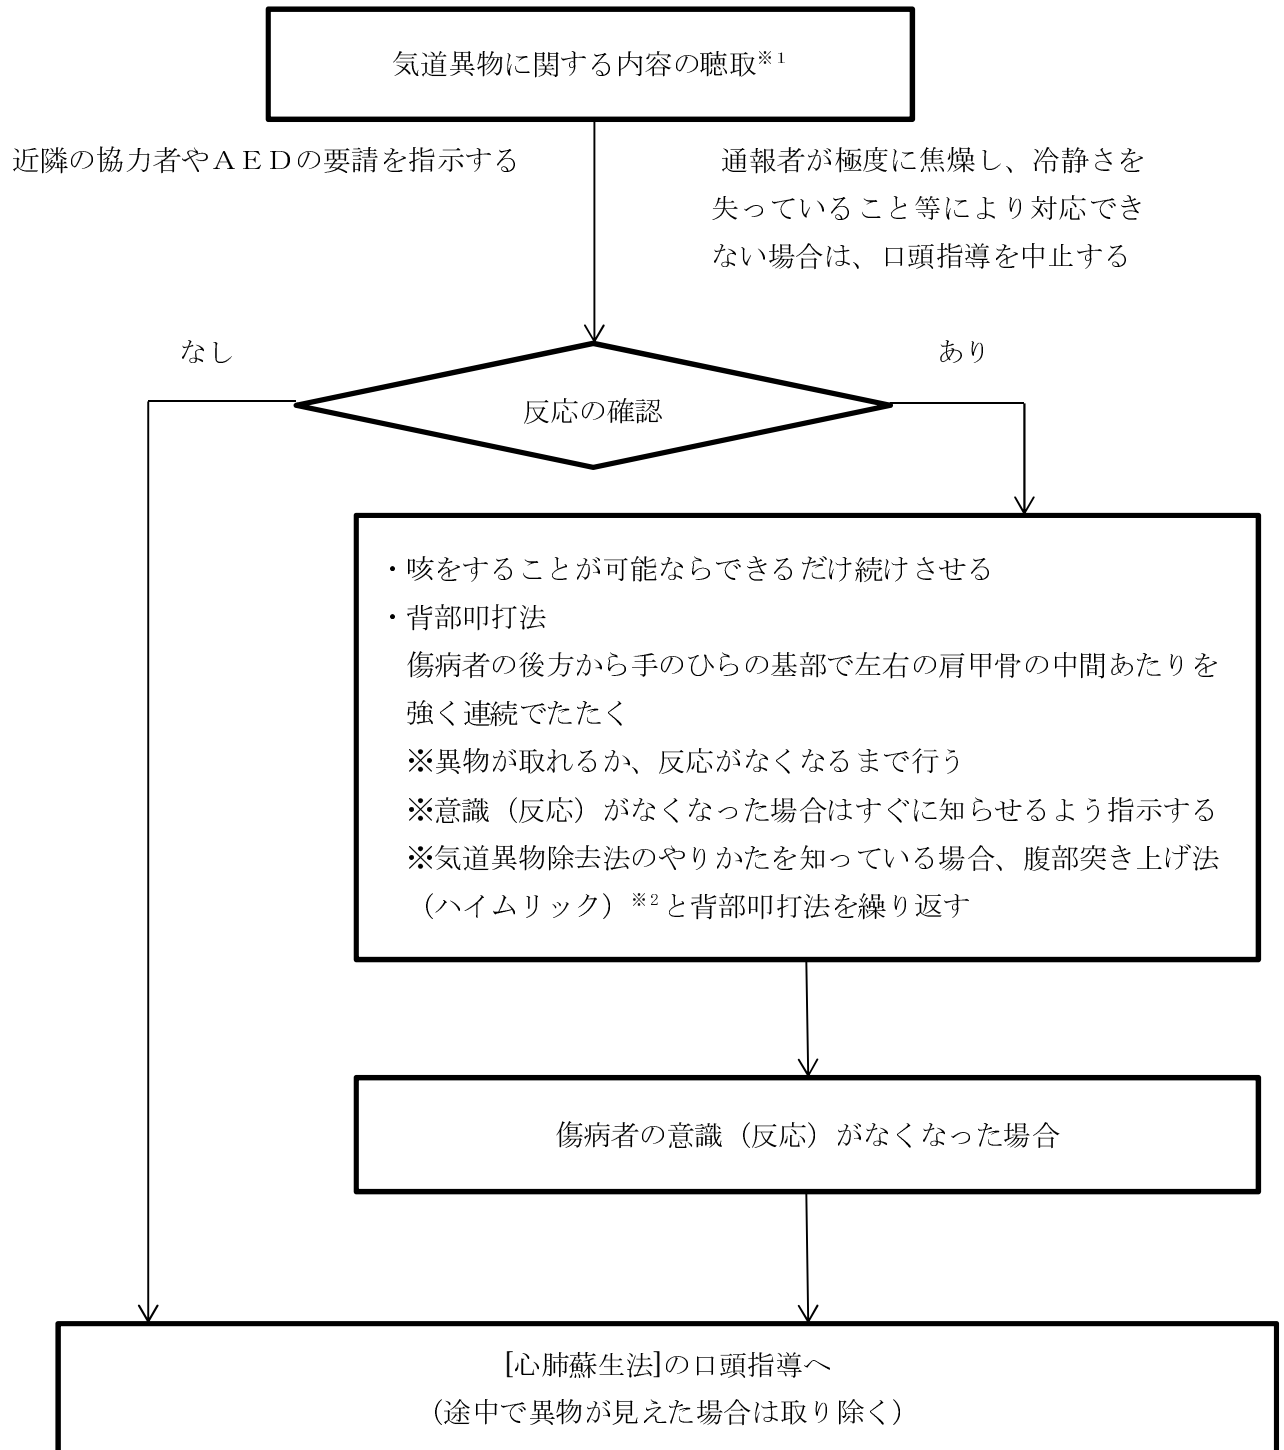 気道異物に関する内容の聴取※１
近隣の協力者やＡＥＤの要請を指示する
通報者が極度に焦燥し、冷静さを
失っていること等により対応でき
ない場合は、口頭指導を中止する
なし
あり
反応の確認
・咳をすることが可能ならできるだけ続けさせる
・背部叩打法
傷病者の後方から手のひらの基部で左右の肩甲骨の中間あたりを
強く連続でたたく
※異物が取れるか、反応がなくなるまで行う
※意識（反応）がなくなった場合はすぐに知らせるよう指示する
※気道異物除去法のやりかたを知っている場合、腹部突き上げ法
（ハイムリック）※２と背部叩打法を繰り返す
傷病者の意識（反応）がなくなった場合
[心肺蘇生法]の口頭指導へ
（途中で異物が見えた場合は取り除く）